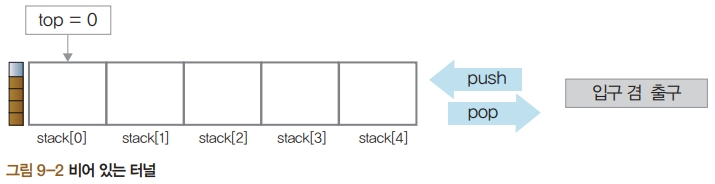 top = 0
push
pop
입구 겸 출구
stack[0] stack[1] stack[2] stack[3] stack[4]
그림 9-2 비어 있는 터널